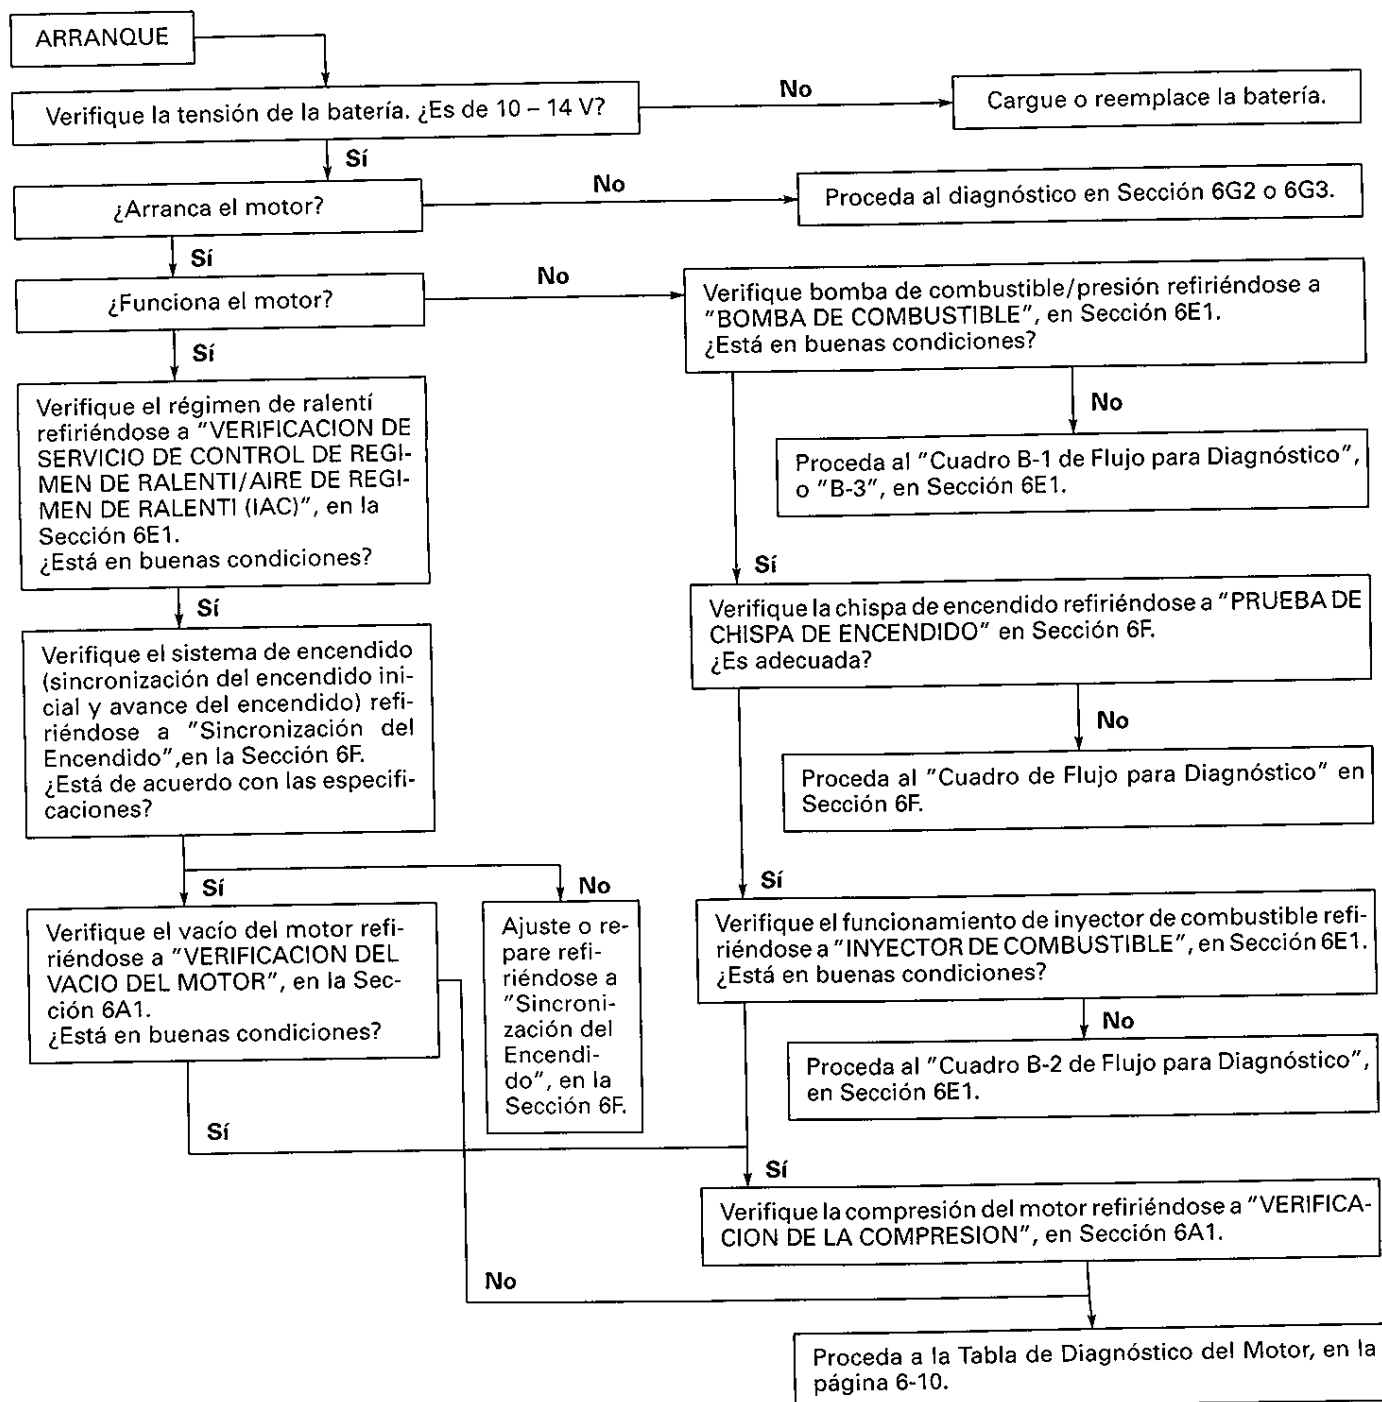 ARRANQUE
Verifique la tensión de la batería. ¿Es de 10 – 14 V?
No
Cargue o reemplace la batería.
Sí
¿Arranca el motor?
No
Proceda al diagnóstico en Sección 6G2 o 6G3.
Sí
¿Funciona el motor?
No
Verifique bomba de combustible/presión refiriéndose a
"BOMBA DE COMBUSTIBLE", en Sección 6E1.
¿Está en buenas condiciones?
Sí
No
Verifique el régimen de ralentí
refiriéndose a "VERIFICACION DE
SERVICIO DE CONTROL DE REGI-
MEN DE RALENTI/AIRE DE REGI-
MEN DE RALENTI (IAC)", en la
Sección 6E1.
¿Está en buenas condiciones?
Proceda al "Cuadro B-1 de Flujo para Diagnóstico",
o "B-3", en Sección 6E1.
Sí
Sí
Verifique la chispa de encendido refiriéndose a "PRUEBA DE
CHISPA DE ENCENDIDO" en Sección 6F.
¿Es adecuada?
Verifique el sistema de encendido
(sincronización del encendido ini-
cial y avance del encendido) refi-
riéndose a "Sincronización del
Encendido",en la Sección 6F.
¿Está de acuerdo con las especifi-
caciones?
No
Proceda al "Cuadro de Flujo para Diagnóstico" en
Sección 6F.
Sí
No
Sí
Verifique el vacío del motor refi-
riéndose a "VERIFICACION DEL
VACIO DEL MOTOR", en la Sec-
ción 6A1.
¿Está en buenas condiciones?
Ajuste o re-
pare refi-
riéndose a
"Sincroni-
zación del
Encendi-
do", en la
Sección 6F.
Verifique el funcionamiento de inyector de combustible refi-
riéndose a "INYECTOR DE COMBUSTIBLE", en Sección 6E1.
¿Está en buenas condiciones?
No
Proceda al "Cuadro B-2 de Flujo para Diagnóstico",
en Sección 6E1.
Sí
Sí
Verifique la compresión del motor refiriéndose a "VERIFICA-
CION DE LA COMPRESION", en Sección 6A1.
No
Proceda a la Tabla de Diagnóstico del Motor, en la
página 6-10.